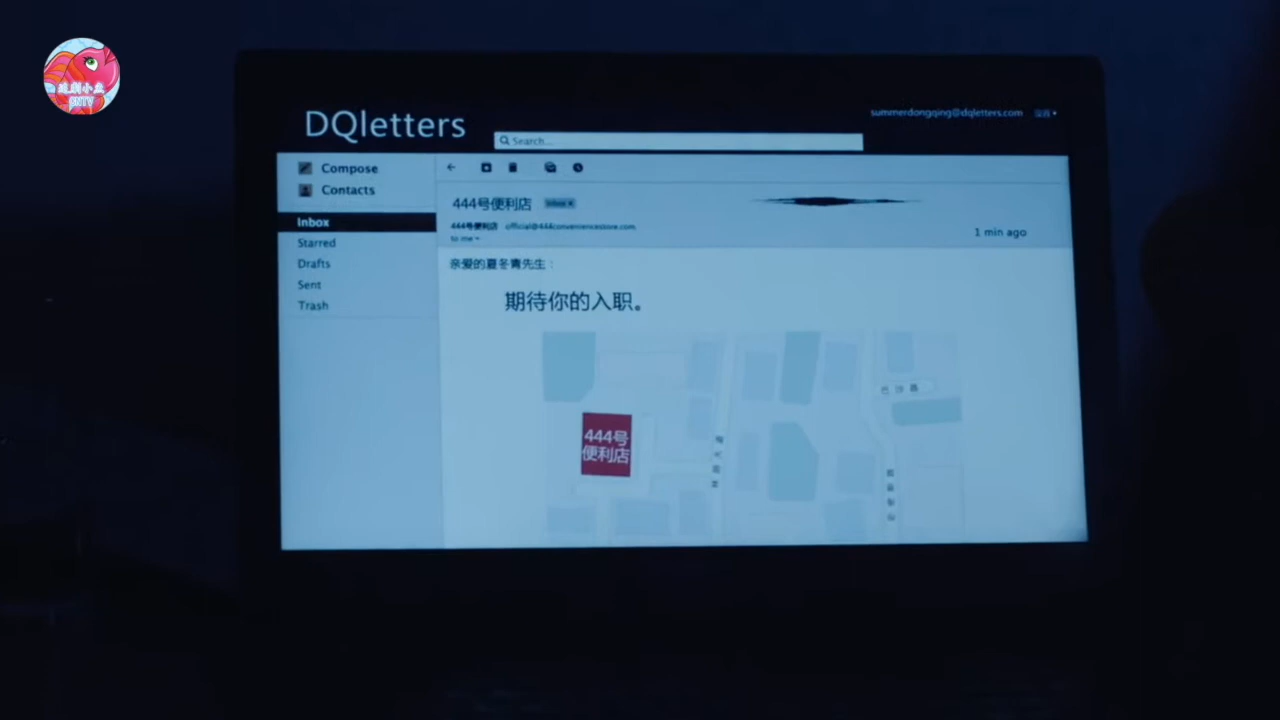 DQletters
summerdongqing@dqletters.com
Search...
Compose
Contacts
Inbox
Starred
Drafts
Sent
Trash
444号便利店 Inbox x
444号便利店 official@444conveniencestore.com
to me
1 min ago
亲爱的夏冬青先生：
期待你的入职。
444号
便利店